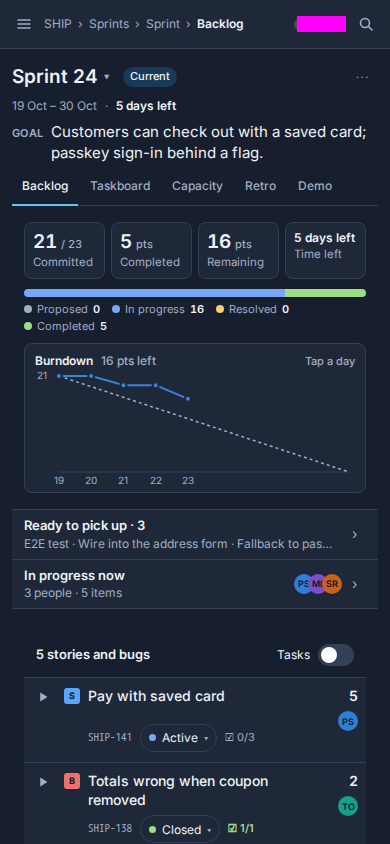 SHIP › Sprints › Sprint › Backlog
Sprint 24 ▾ Current ...
19 Oct – 30 Oct · 5 days left
GOAL Customers can check out with a saved card;
passkey sign-in behind a flag.
Backlog Taskboard Capacity Retro Demo
21 / 23 5 pts 16 pts 5 days left
Committed Completed Remaining Time left
Proposed 0 In progress 16 Resolved 0
Completed 5
Burndown 16 pts left Tap a day
21
19 20 21 22 23
Ready to pick up · 3
E2E test · Wire into the address form · Fallback to pas...
In progress now
3 people · 5 items
PS SR
5 stories and bugs Tasks
S Pay with saved card 5
PS
SHIP-141 Active ▾ ☑ 0/3
B Totals wrong when coupon 2
removed
TO
SHIP-138 Closed ▾ ☑ 1/1